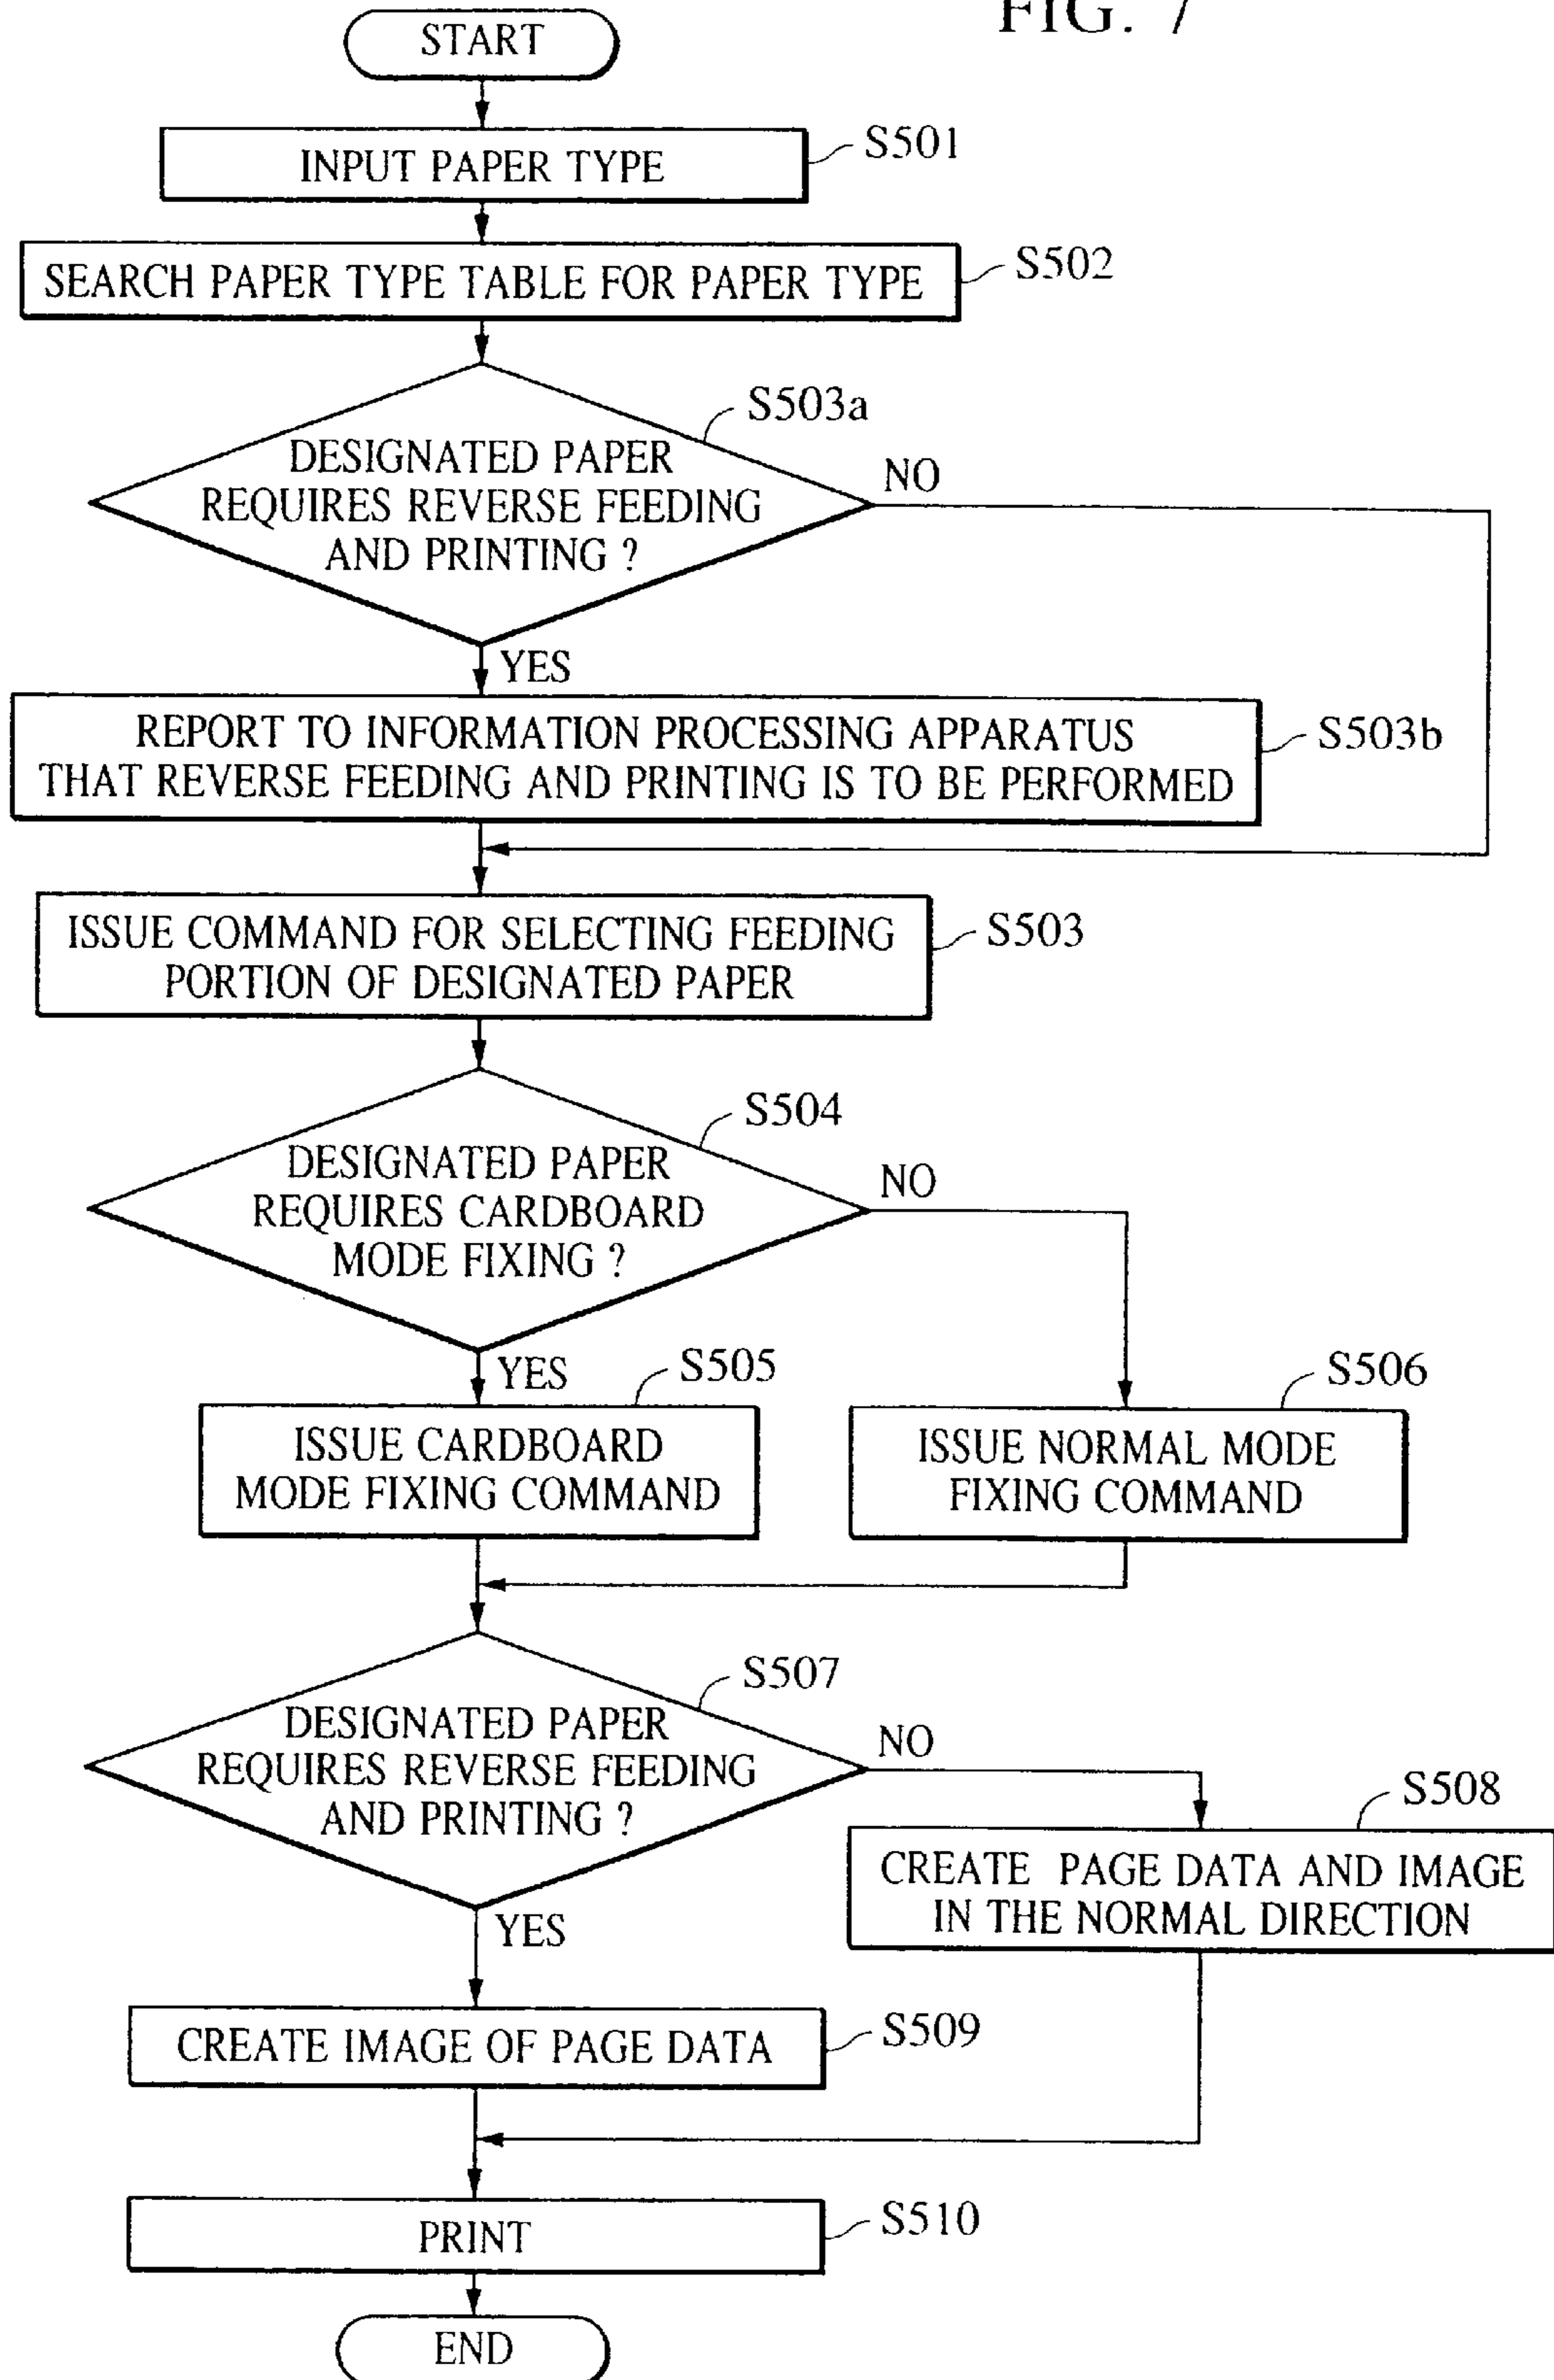 FIG. 7
START
INPUT PAPER TYPE
S501
SEARCH PAPER TYPE TABLE FOR PAPER TYPE
S502
S503a
DESIGNATED PAPER
REQUIRES REVERSE FEEDING
AND PRINTING ?
NO
YES
REPORT TO INFORMATION PROCESSING APPARATUS
THAT REVERSE FEEDING AND PRINTING IS TO BE PERFORMED
S503b
ISSUE COMMAND FOR SELECTING FEEDING
PORTION OF DESIGNATED PAPER
S503
S504
DESIGNATED PAPER
REQUIRES CARDBOARD
MODE FIXING ?
NO
YES
S505
ISSUE CARDBOARD
MODE FIXING COMMAND
S506
ISSUE NORMAL MODE
FIXING COMMAND
S507
DESIGNATED PAPER
REQUIRES REVERSE FEEDING
AND PRINTING ?
NO
S508
CREATE PAGE DATA AND IMAGE
IN THE NORMAL DIRECTION
YES
CREATE IMAGE OF PAGE DATA
S509
PRINT
S510
END